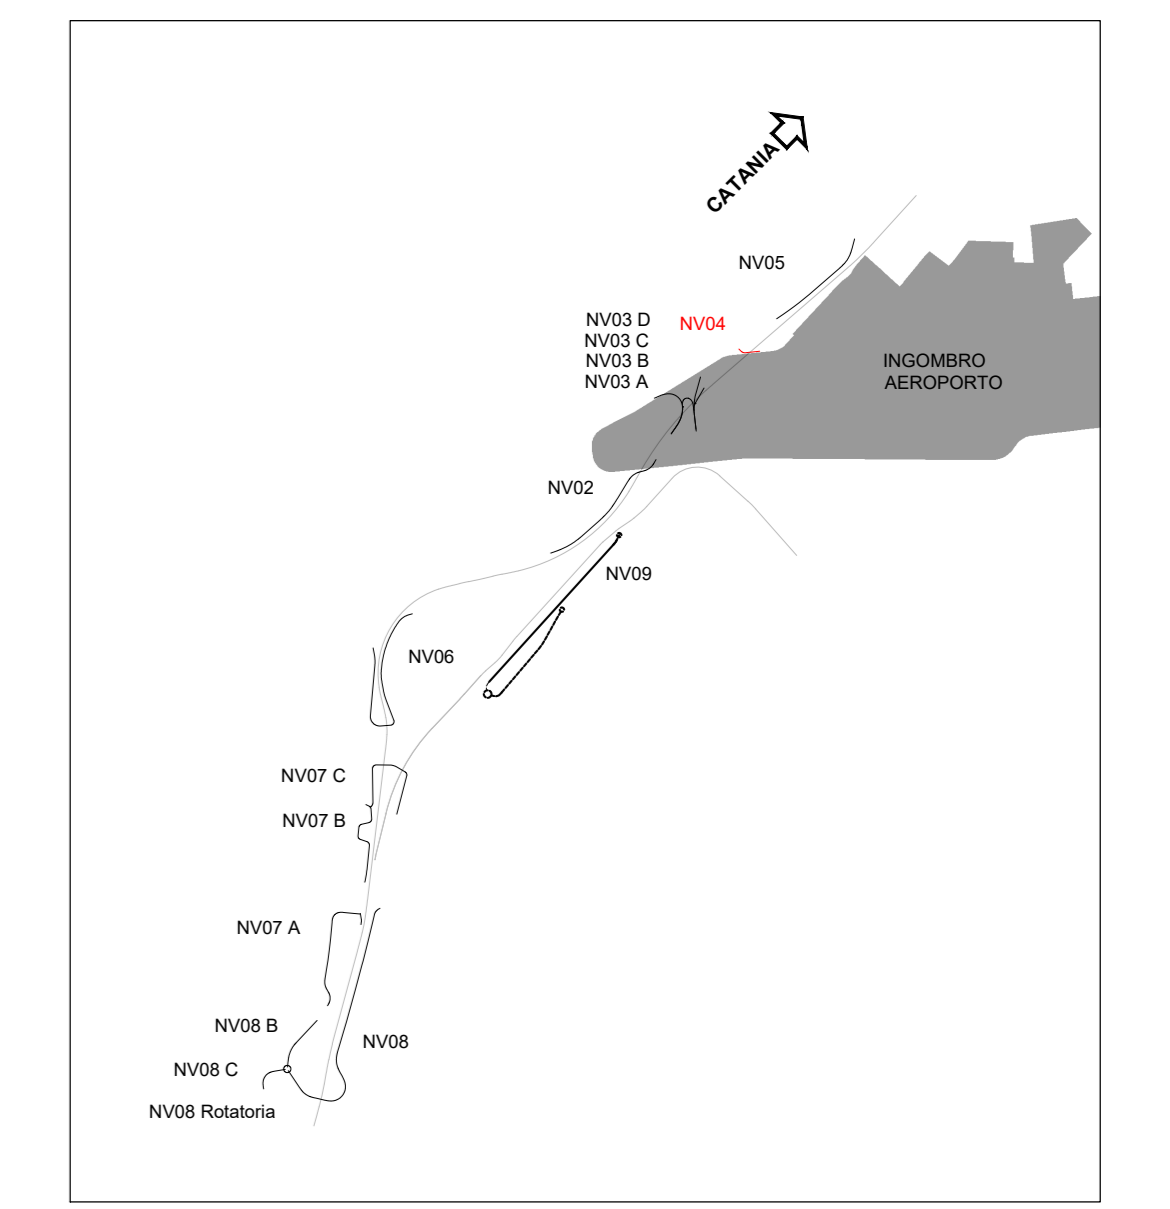 CATANIA
NV05
NV03 D
NV04
NV03 C
NV03 B
NV03 A
INGOMBRO
AEROPORTO
NV02
NV09
NV06
NV07 C
NV07 B
NV07 A
NV08 B
NV08
NV08 C
NV08 Rotatoria